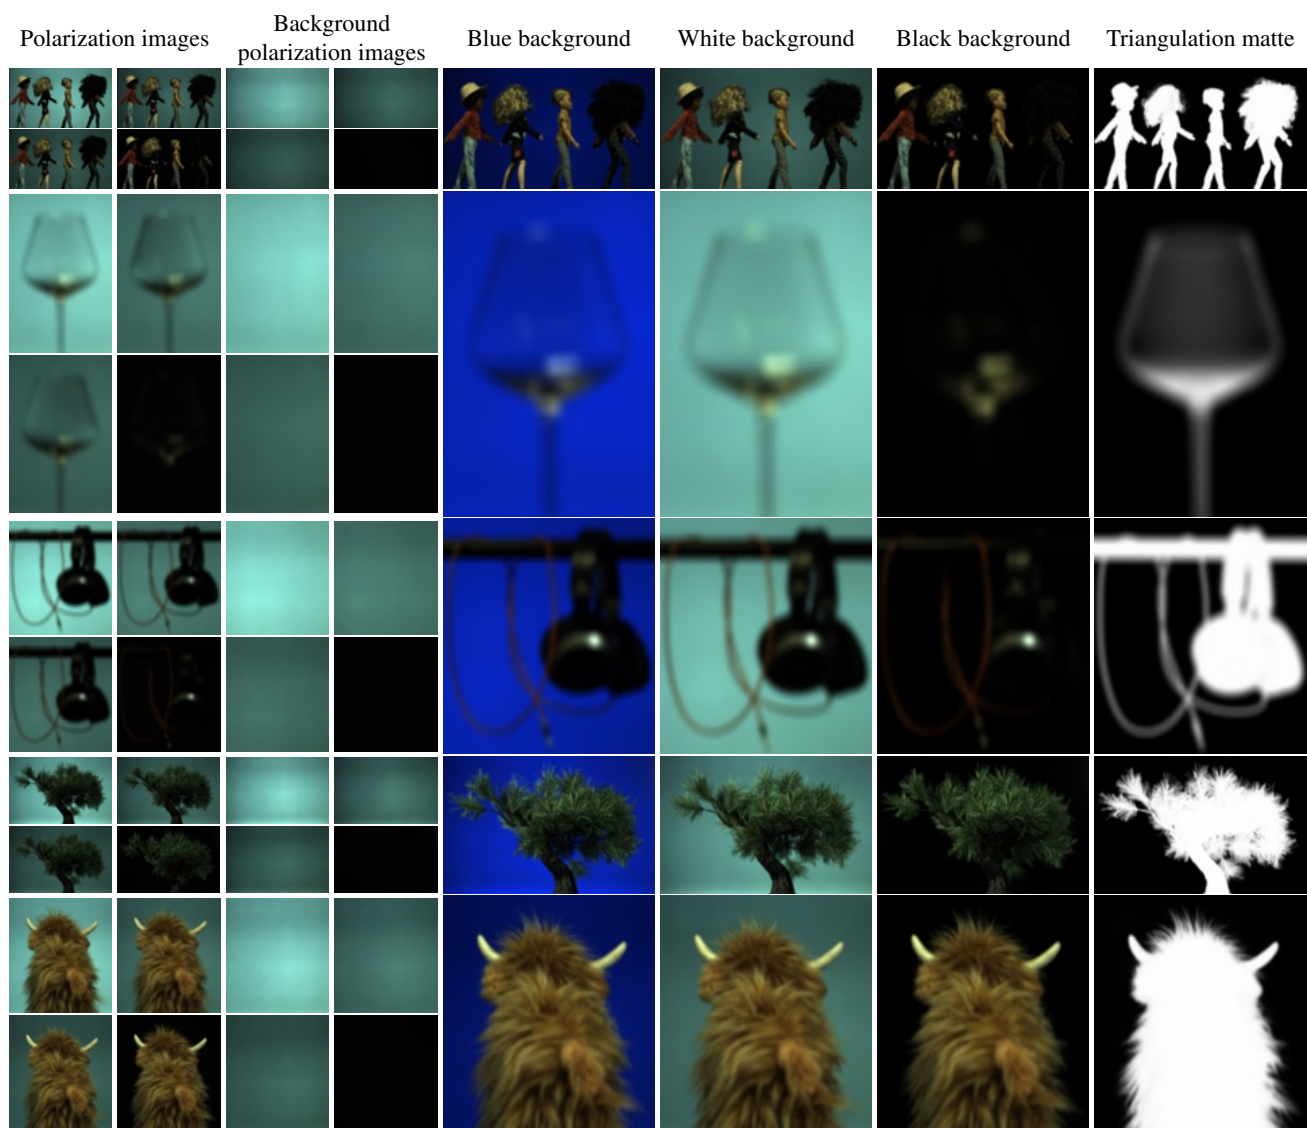 Polarization images
Background
polarization images
Blue background
White background
Black background
Triangulation matte